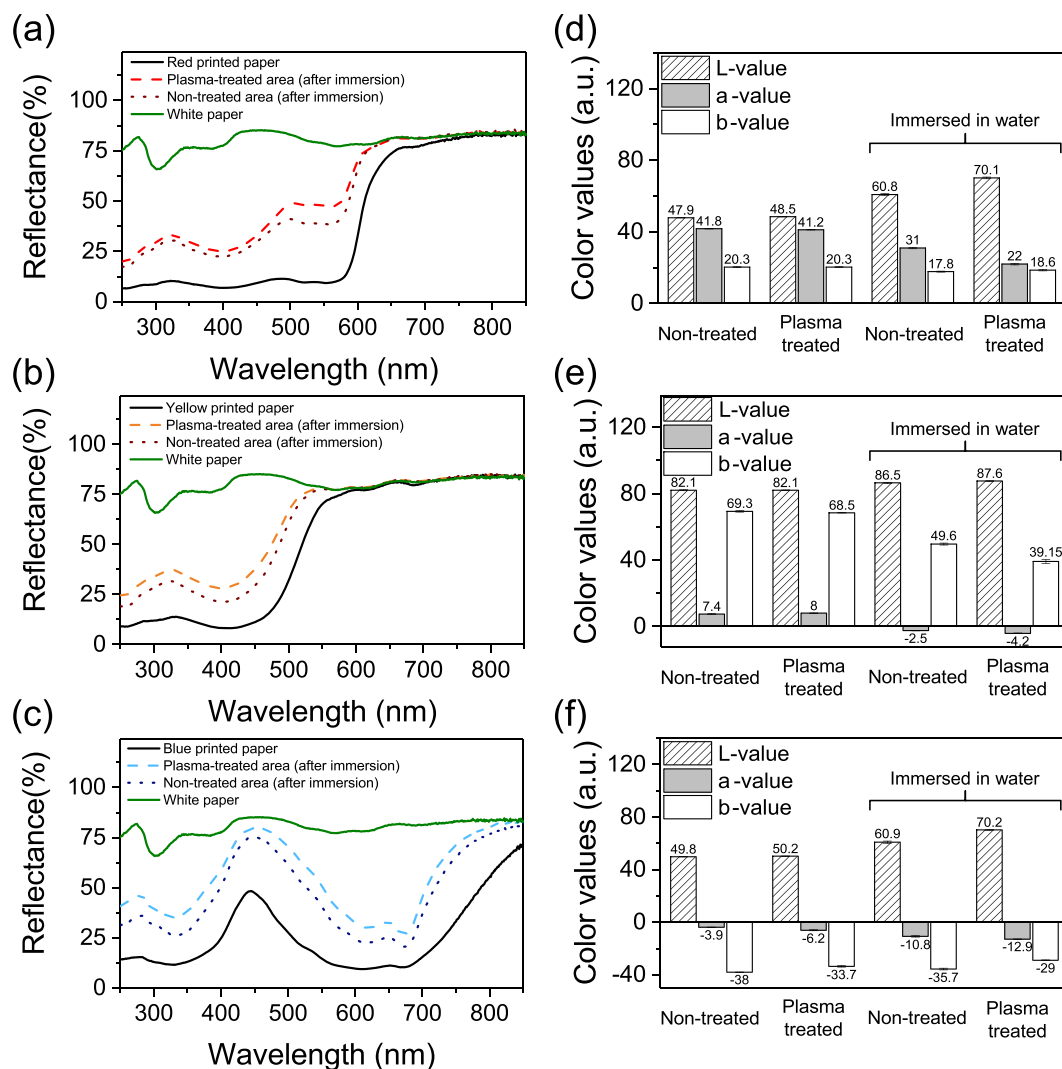 (a)
Red printed paper
Plasma-treated area (after immersion)
Non-treated area (after immersion)
White paper
100
75
50
25
0
Reflectance(%)
300 400 500 600 700 800
Wavelength (nm)
(d)
L-value
a-value
b-value
Immersed in water
120
80
40
0
Color values (a.u.)
47.9 41.8 20.3
48.5 41.2 20.3
60.8 31 17.8
70.1 22 18.6
Non-treated Plasma treated Non-treated Plasma treated
(b)
Yellow printed paper
Plasma-treated area (after immersion)
Non-treated area (after immersion)
White paper
100
75
50
25
0
Reflectance(%)
300 400 500 600 700 800
Wavelength (nm)
(e)
L-value
a-value
b-value
Immersed in water
120
80
40
0
Color values (a.u.)
82.1 7.4 69.3
82.1 8 68.5
86.5 -2.5 49.6
87.6 -4.2 39.15
Non-treated Plasma treated Non-treated Plasma treated
(c)
Blue printed paper
Plasma-treated area (after immersion)
Non-treated area (after immersion)
White paper
100
75
50
25
0
Reflectance(%)
300 400 500 600 700 800
Wavelength (nm)
(f)
L-value
a-value
b-value
Immersed in water
120
80
40
0
-40
Color values (a.u.)
49.8 -3.9 -38
50.2 -6.2 -33.7
60.9 -10.8 -35.7
70.2 -12.9 -29
Non-treated Plasma treated Non-treated Plasma treated